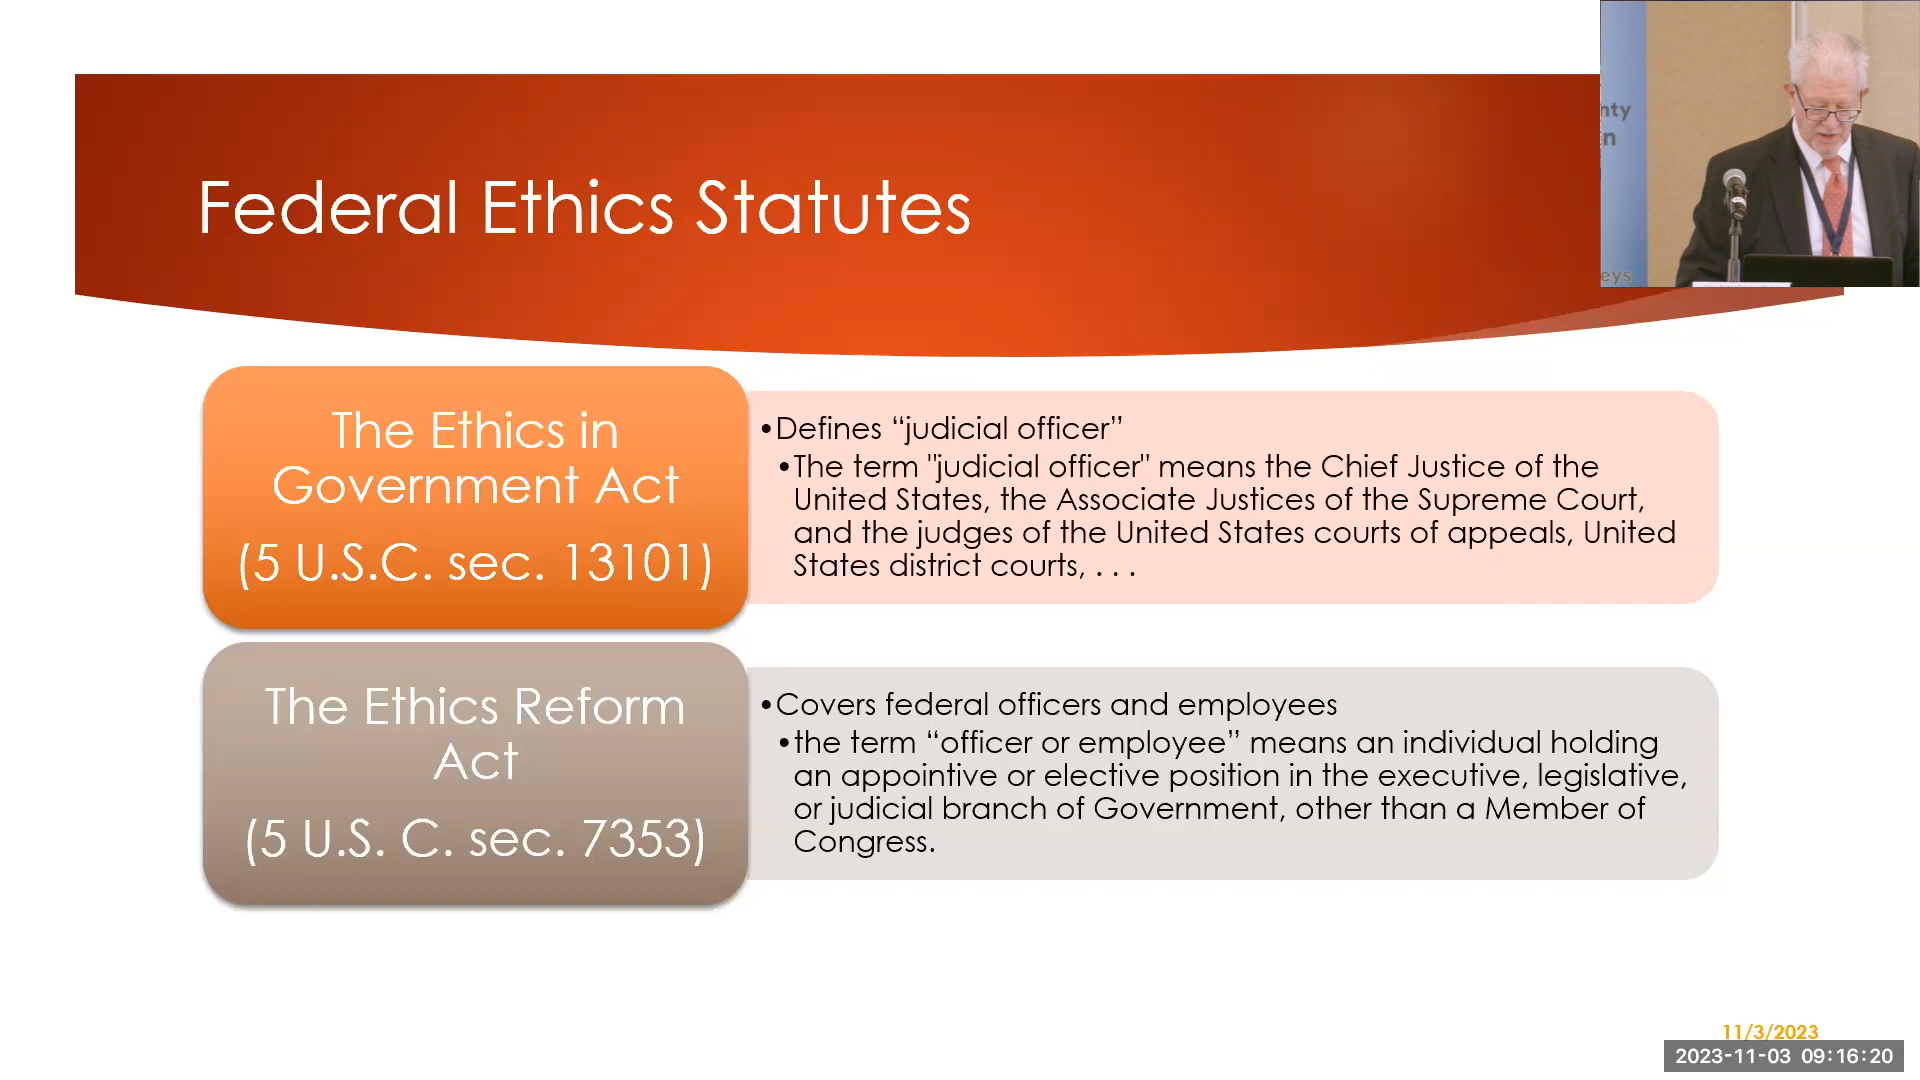 Federal Ethics Statutes
The Ethics in
Government Act
(5 U.S.C. sec. 13101)
•Defines “judicial officer”
•The term "judicial officer" means the Chief Justice of the
United States, the Associate Justices of the Supreme Court,
and the judges of the United States courts of appeals, United
States district courts, . . .
The Ethics Reform
Act
(5 U.S. C. sec. 7353)
•Covers federal officers and employees
•the term “officer or employee” means an individual holding
an appointive or elective position in the executive, legislative,
or judicial branch of Government, other than a Member of
Congress.
11/3/2023
2023-11-03 09:16:20